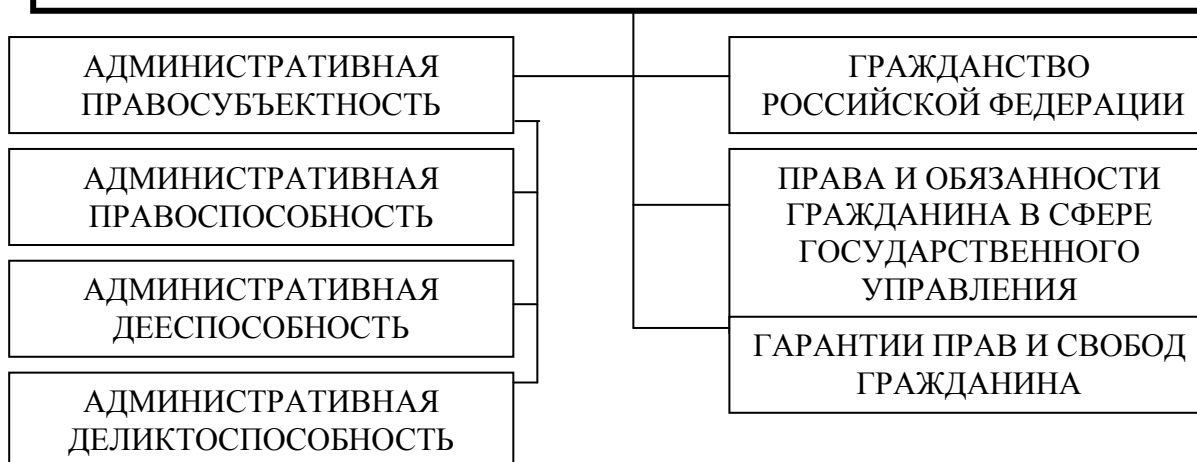 АДМИНИСТРАТИВНАЯ
ПРАВОСУБЪЕКТНОСТЬ
АДМИНИСТРАТИВНАЯ
ПРАВОСПОСОБНОСТЬ
АДМИНИСТРАТИВНАЯ
ДЕЕСПОСОБНОСТЬ
АДМИНИСТРАТИВНАЯ
ДЕЛИКТОСПОСОБНОСТЬ
ГРАЖДАНСТВО
РОССИЙСКОЙ ФЕДЕРАЦИИ
ПРАВА И ОБЯЗАННОСТИ
ГРАЖДАНИНА В СФЕРЕ
ГОСУДАРСТВЕННОГО
УПРАВЛЕНИЯ
ГАРАНТИИ ПРАВ И СВОБОД
ГРАЖДАНИНА